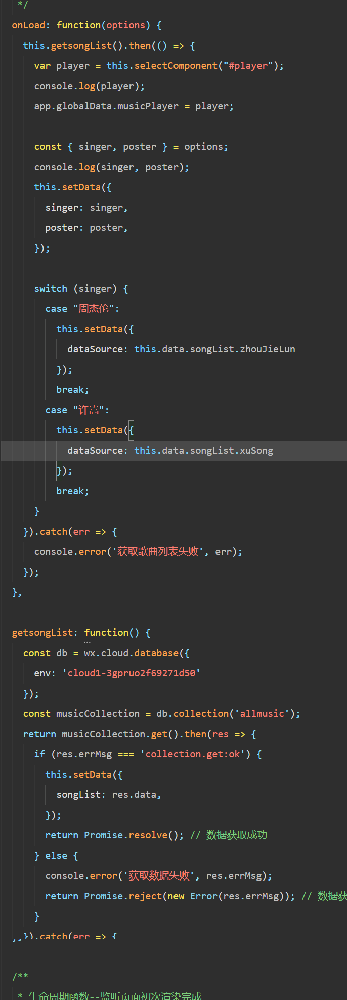 */
onLoad: function(options) {
this.getsongList().then(() => {
var player = this.selectComponent("#player");
console.log(player);
app.globalData.musicPlayer = player;
const { singer, poster } = options;
console.log(singer, poster);
this.setData({
singer: singer,
poster: poster,
});
switch (singer) {
case "周杰伦":
this.setData({
dataSource: this.data.songList.zhouJieLun
});
break;
case "许嵩":
this.setData({
dataSource: this.data.songList.xuSong
});
break;
}
}).catch(err => {
console.error('获取歌曲列表失败', err);
});
},
getsongList: function() {
const db = wx.cloud.database({
env: 'cloud1-3gpruo2f69271d50'
});
const musicCollection = db.collection('allmusic');
return musicCollection.get().then(res => {
if (res.errMsg === 'collection.get:ok') {
this.setData({
songList: res.data,
});
return Promise.resolve(); // 数据获取成功
} else {
console.error('获取数据失败', res.errMsg);
return Promise.reject(new Error(res.errMsg)); // 数据获
}
},}).catch(err => {
/**
* 生命周期函数--监听页面初次渲染完成